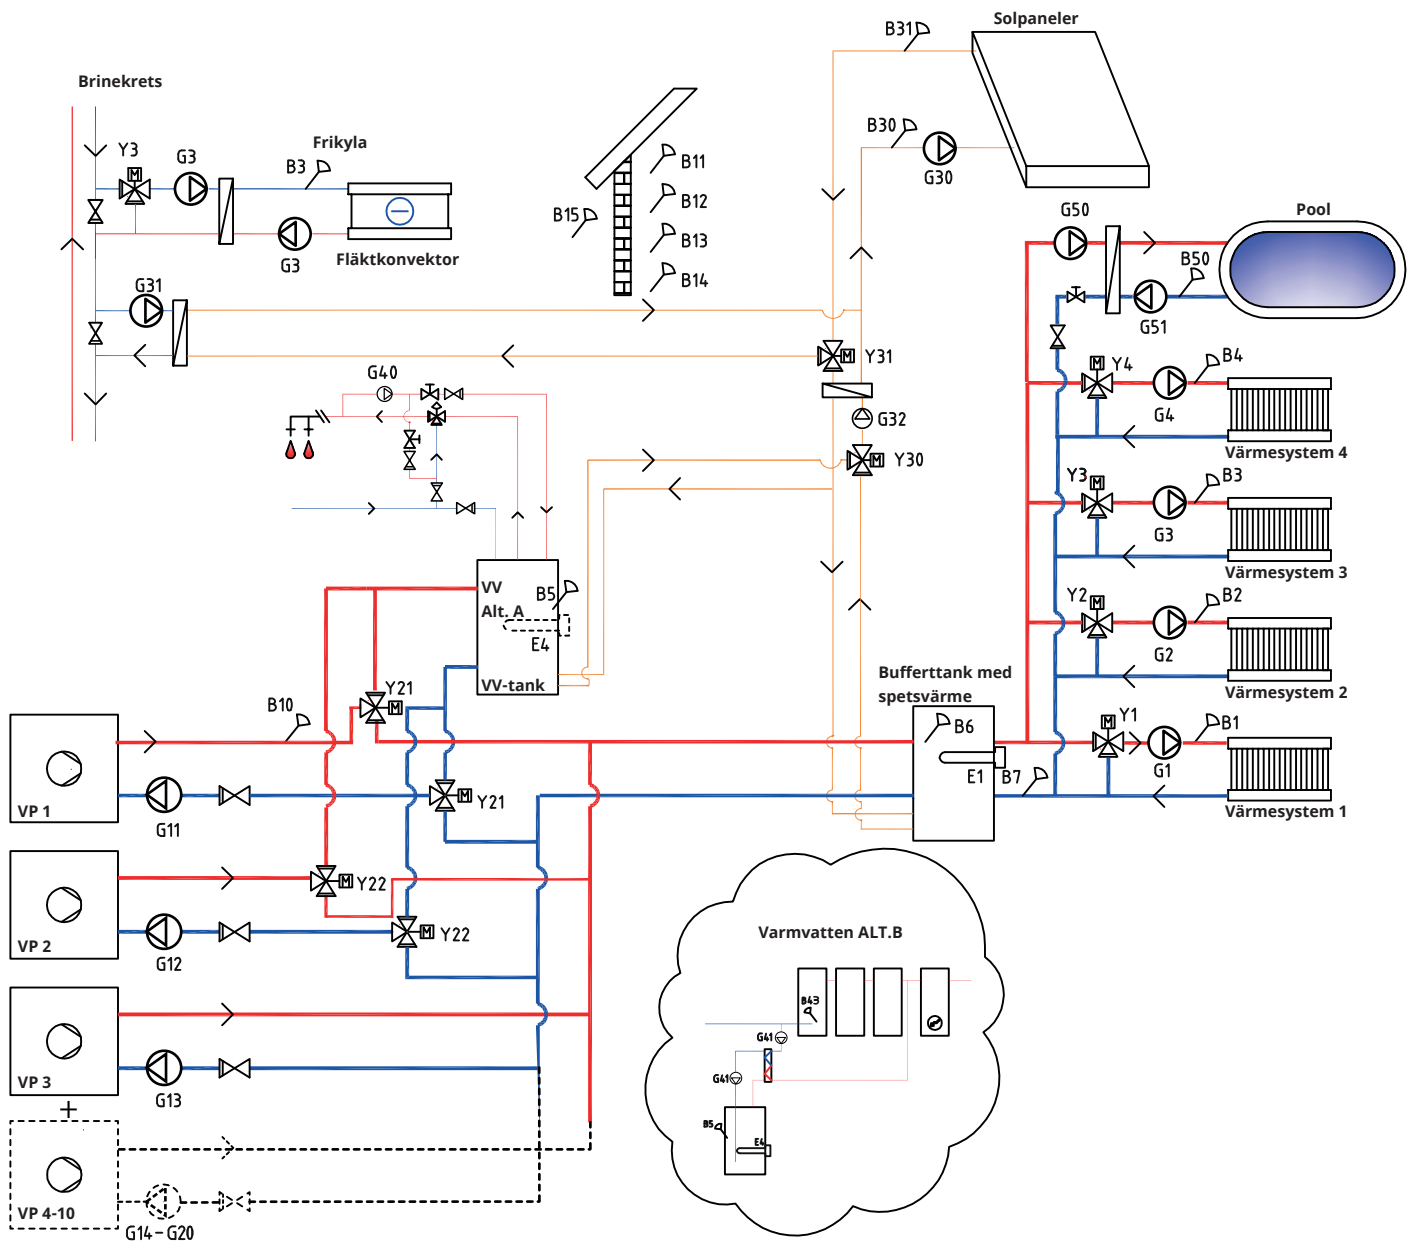 Solpaneler
B31
Brinekrets
B30
G30
Y3
M
G3
Frikyla
B3
G3
Fläktkonvektor
B11
B12
B15
B13
B14
G50
Pool
B50
G51
G31
Y31
M
G40
G32
Y30
M
M
Y4
B4
G4
Värmesystem 4
Y3
M
B3
G3
Värmesystem 3
Y2
M
B2
G2
Värmesystem 2
VV
B5
Alt. A
E4
VV-tank
Bufferttank med
spetsvärme
B6
E1
B7
Y1
M
B1
G1
Värmesystem 1
B10
Y21
M
VP 1
G11
Y21
M
VP 2
G12
Y22
M
Y22
M
VP 3
G13
+
VP 4-10
G14-G20
Varmvatten ALT.B
B43
G41
G41
B5
E4